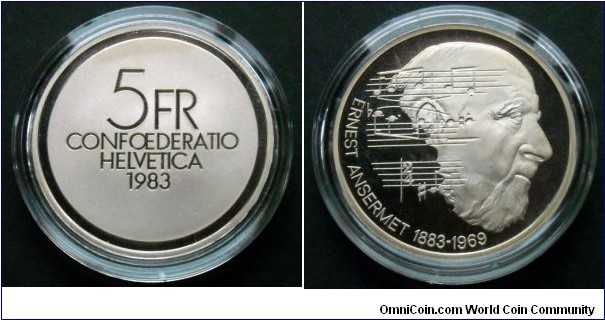 5FR
CONFŒDERATIO
HELVETICA
1983
ERNEST ANSERMET 1883-1969
OmniCoin.com World Coin Community